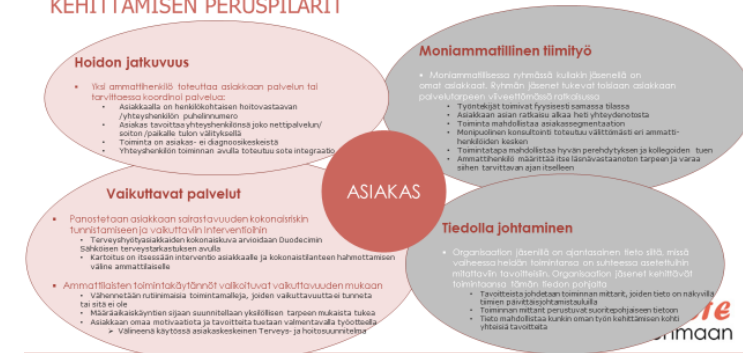 KEHITTÄMISEN PERUSPILARIT
Hoidon jatkuvuus
• Yksi ammattihenkilö toteuttaa asiakkaan palvelun tai
tarvittaessa koordinoi palvelua:
• Asiakkaalla on henkilökohtaisen hoitovastaavan
/yhteyshenkilön puhelinnumero
• Asiakas tavoittaa yhteyshenkilönsä joko nettipalvelun/
soiton /paikalle tulon välityksellä
• Toiminta on asiakas- ei diagnoosikeskeistä
• Yhteyshenkilön toiminnan avulla toteutuu sote integraatio
Moniammatillinen tiimityö
• Moniammatillisessa ryhmässä kullakin jäsenellä on
omat asiakkaat. Ryhmän jäsenet tukevat toisiaan asiakkaan
palvelutarpeen viiveettömässä ratkaisussa
• Työntekijät toimivat fyysisesti samassa tilassa
• Asiakkaan asian ratkaisu alkaa heti yhteydenotosta
• Toiminta mahdollistaa asiakassegmentaation
• Monipuolinen konsultointi toteutuu välittömästi eri ammatti-
henkilöiden kesken
• Toimintatapa mahdollistaa hyvän perehdytyksen ja kollegoiden tuen
• Ammattihenkilö määrittää itse läsnävastaanoton tarpeen ja varaa
siihen tarvittavan ajan itselleen
ASIAKAS
Vaikuttavat palvelut
• Panostetaan asiakkaan sairastavuuden kokonaisriskin
tunnistamiseen ja vaikuttaviin interventioihin
• Terveyshyötyasiakkaiden kokonaiskuva arvioidaan Duodecimin
Sähköisen terveystarkastuksen avulla
• Kartoitus on itsessään interventio asiakkaalle ja kokonaistilanteen hahmottamisen
väline ammattilaiselle
• Ammattilaisten toimintakäytännöt valikoituvat vaikuttavuuden mukaan
• Vähennetään rutiinimaisia toimintamalleja, joiden vaikuttavuutta ei tunneta
tai sitä ei ole
• Määräaikaiskäyntien sijaan suunnitellaan yksilöllisen tarpeen mukaista tukea
• Asiakkaan omaa motivaatiota ja tavoitteita tuetaan valmentavalla työotteella
➢ Välineenä käytössä asiakaskeskeinen Terveys- ja hoitosuunnitelma
Tiedolla johtaminen
• Organisaation jäsenillä on ajantasainen tieto siitä, missä
vaiheessa heidän toimintansa on suhteessa asetettuihin
mitattaviin tavoitteisiin. Organisaation jäsenet kehittävät
toimintaansa tämän tiedon pohjalta
• Tavoitteista johdetaan toiminnan mittarit, joiden tieto on näkyvillä
tiimien päivittäisjohtamistauluilla
• Toiminnan mittarit perustuvat suoritepohjaiseen tietoon
• Tieto mahdollistaa kunkin oman työn kehittämisen kohti
yhteisiä tavoitteita